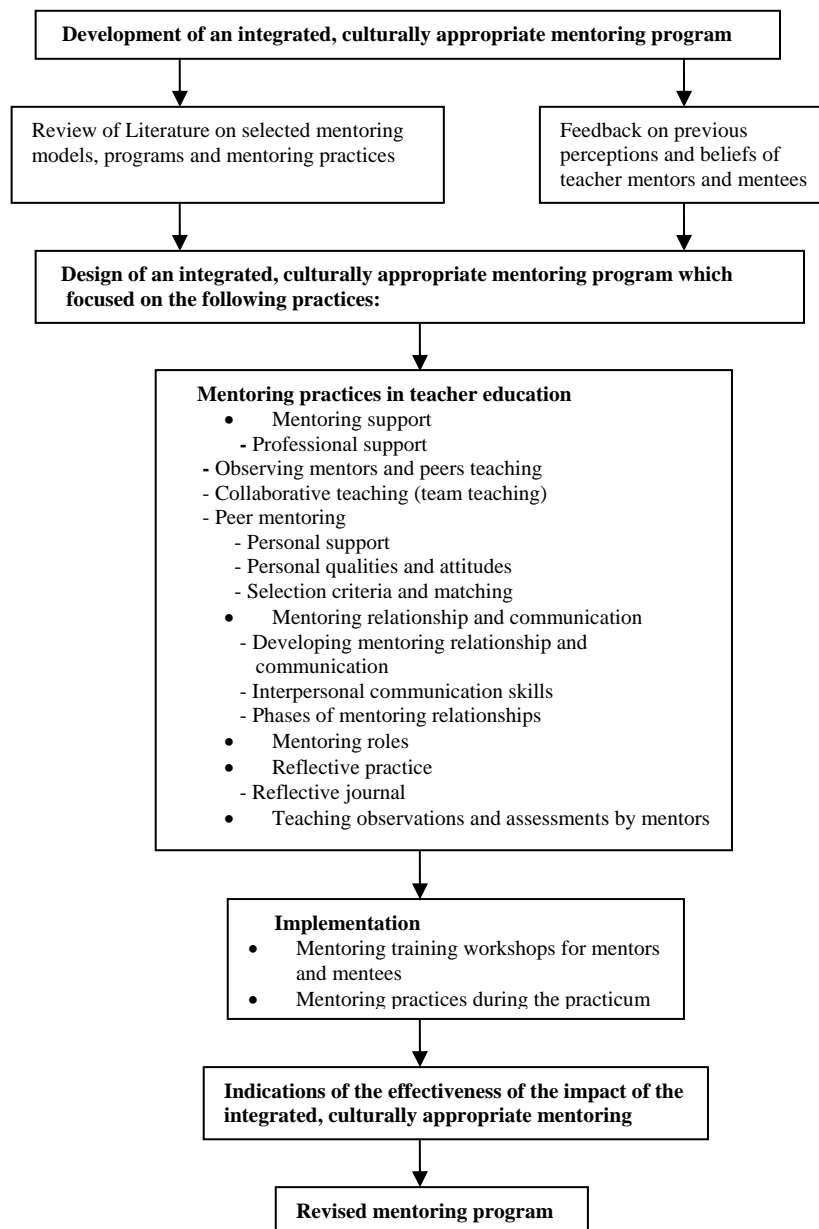 Development of an integrated, culturally appropriate mentoring program
Review of Literature on selected mentoring
models, programs and mentoring practices
Feedback on previous
perceptions and beliefs of
teacher mentors and mentees
Design of an integrated, culturally appropriate mentoring program which
focused on the following practices:
Mentoring practices in teacher education
• Mentoring support
- Professional support
- Observing mentors and peers teaching
- Collaborative teaching (team teaching)
- Peer mentoring
- Personal support
- Personal qualities and attitudes
- Selection criteria and matching
• Mentoring relationship and communication
- Developing mentoring relationship and
communication
- Interpersonal communication skills
- Phases of mentoring relationships
• Mentoring roles
• Reflective practice
- Reflective journal
• Teaching observations and assessments by mentors
Implementation
• Mentoring training workshops for mentors
and mentees
• Mentoring practices during the practicum
Indications of the effectiveness of the impact of the
integrated, culturally appropriate mentoring
Revised mentoring program